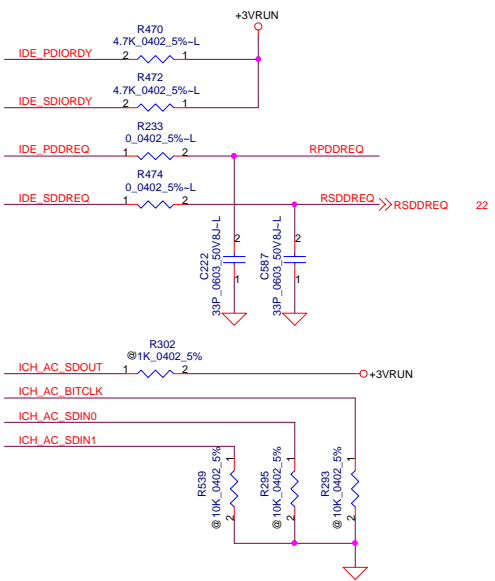 +3VRUN
R470
4.7K_0402_5%~L
IDE_PDIORDY
2 1
R472
4.7K_0402_5%~L
IDE_SDIORDY
2 1
R233
0_0402_5%~L
IDE_PDDREQ
1 2
RPDDREQ
R474
0_0402_5%~L
IDE_SDDREQ
1 2
RSDDREQ
RSDDREQ 22
C222
33P_0603_50V8J~L
2
1
C587
33P_0603_50V8J~L
2
1
R302
@1K_0402_5%
ICH_AC_SDOUT
1 2
+3VRUN
ICH_AC_BITCLK
ICH_AC_SDIN0
ICH_AC_SDIN1
R539
@10K_0402_5%
1
2
R295
@10K_0402_5%
1
2
R293
@10K_0402_5%
1
2